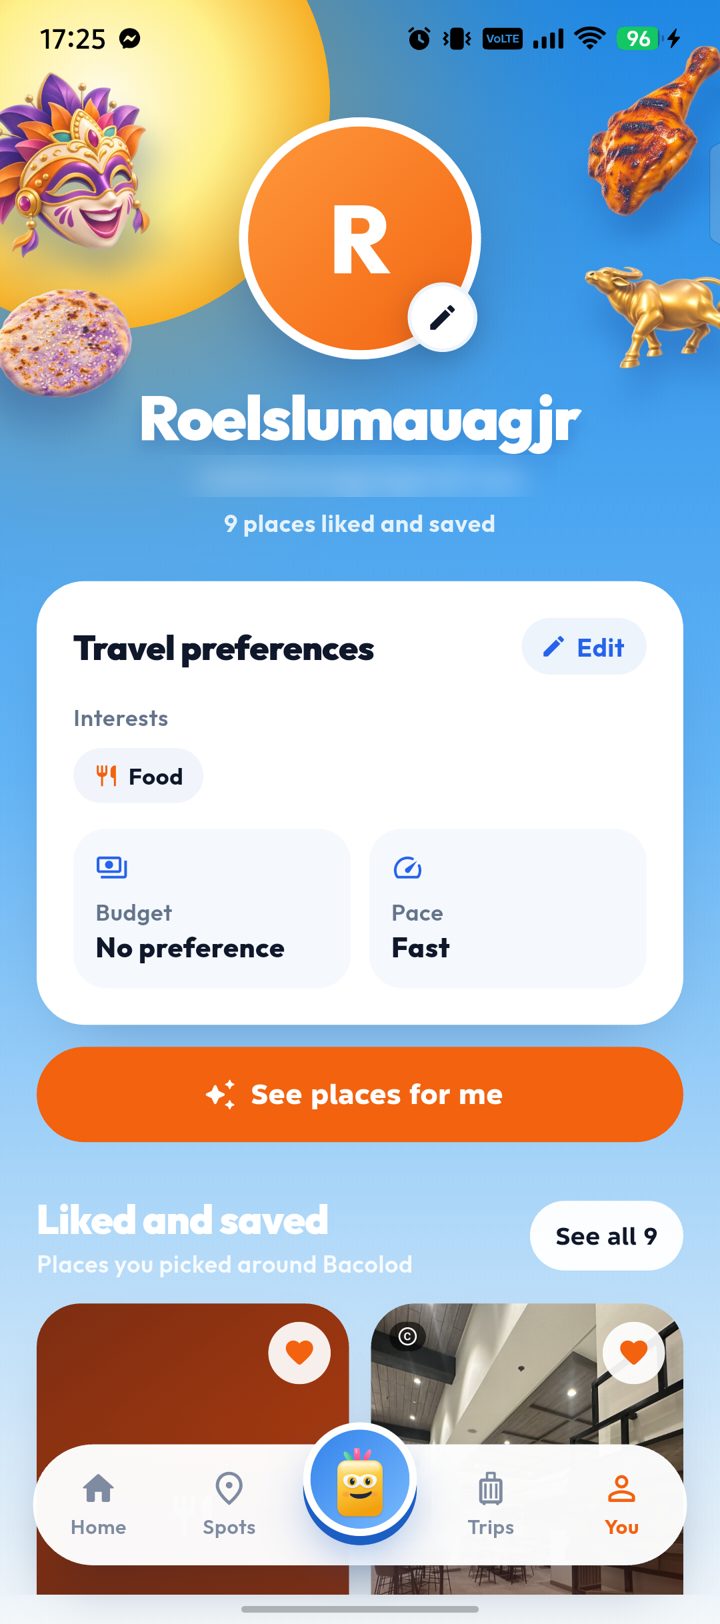 17:25
VoLTE
96
R
Roelslumauagjr
9 places liked and saved
Travel preferences
Edit
Interests
Food
Budget
No preference
Pace
Fast
See places for me
Liked and saved
See all 9
Places you picked around Bacolod
©
Home
Spots
Trips
You